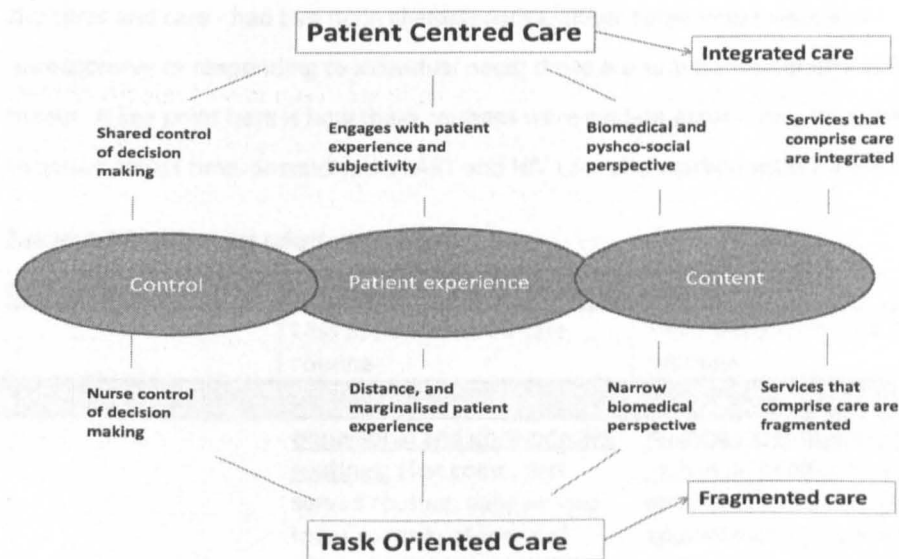 Patient Centred Care
Integrated care
Shared control
of decision
making
Engages with patient
experience and
subjectivity
Biomedical and
pyshco-social
perspective
Services that
comprise care
are integrated
Control
Patient experience
Content
Nurse control
of decision
making
Distance, and
marginalised patient
experience
Narrow
biomedical
perspective
Services that
comprise care are
fragmented
Fragmented care
Task Oriented Care